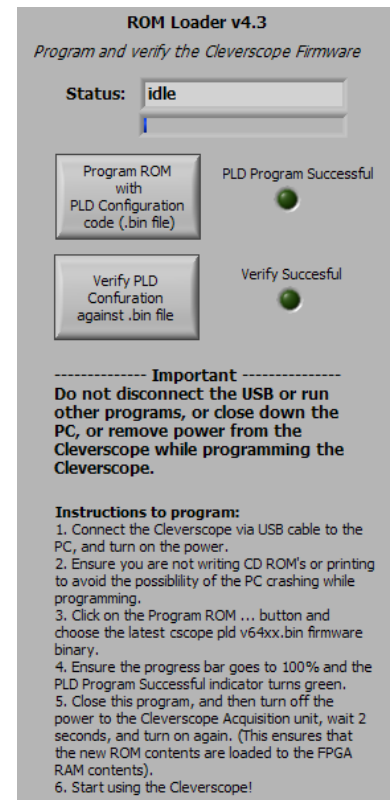 ROM Loader v4.3
Program and verify the Cleverscope Firmware
Status: idle
Program ROM
with
PLD Configuration
code (.bin file)
PLD Program Successful
Verify PLD
Confuration
against .bin file
Verify Succesful
-------------- Important ---------------
Do not disconnect the USB or run
other programs, or close down the
PC, or remove power from the
Cleverscope while programming the
Cleverscope.
Instructions to program:
1. Connect the Cleverscope via USB cable to the
PC, and turn on the power.
2. Ensure you are not writing CD ROM's or printing
to avoid the possiblility of the PC crashing while
programming.
3. Click on the Program ROM ... button and
choose the latest cscope pld v64xx.bin firmware
binary.
4. Ensure the progress bar goes to 100% and the
PLD Program Successful indicator turns green.
5. Close this program, and then turn off the
power to the Cleverscope Acquisition unit, wait 2
seconds, and turn on again. (This ensures that
the new ROM contents are loaded to the FPGA
RAM contents).
6. Start using the Cleverscope!